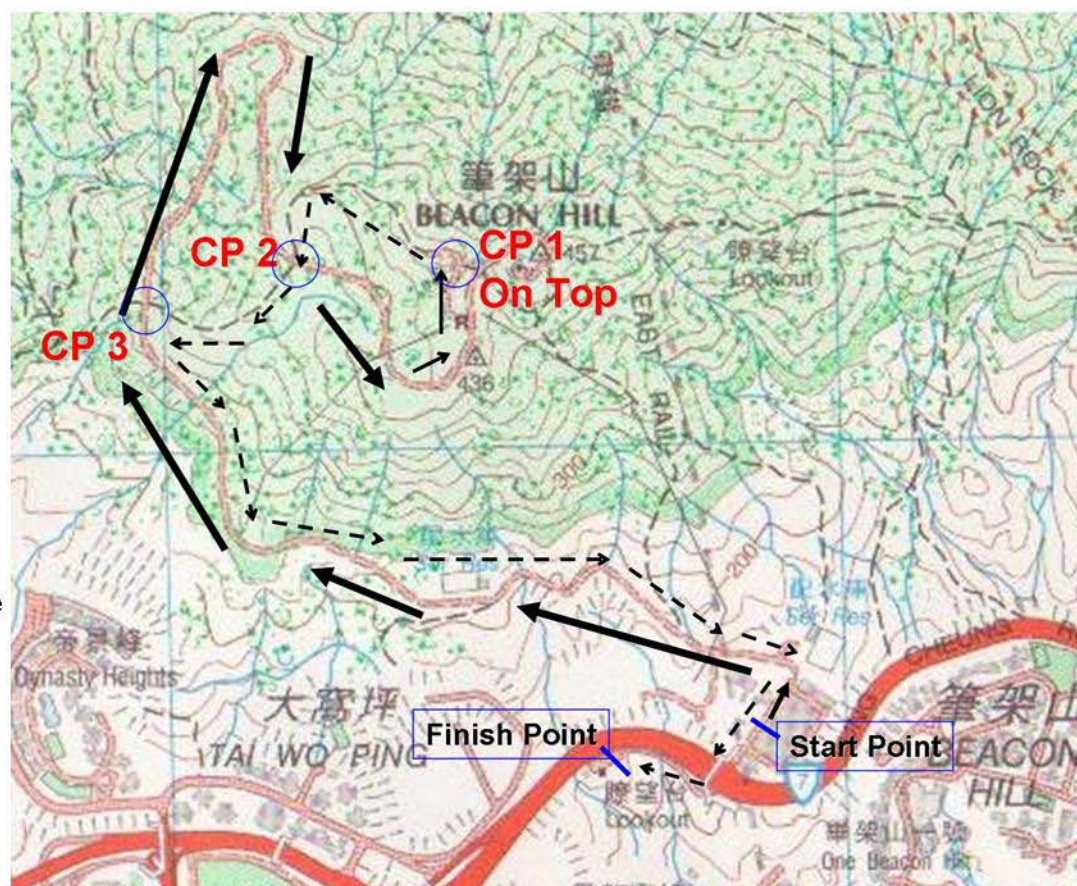 LION ROCK
筆架山
BEACON HILL
CP 2
CP 1
On Top
457
瞭望台
Lookout
EAST RAIL
R
CP 3
436
300
200
配水庫
Ser Res
e
CHEUNG
帝景峰
Dynasty Heights
大窩坪
TAI WO PING
Finish Point
Start Point
筆架山
BEACON
HILL
7
瞭望台
Lookout
筆架山一號
One Beacon Hill